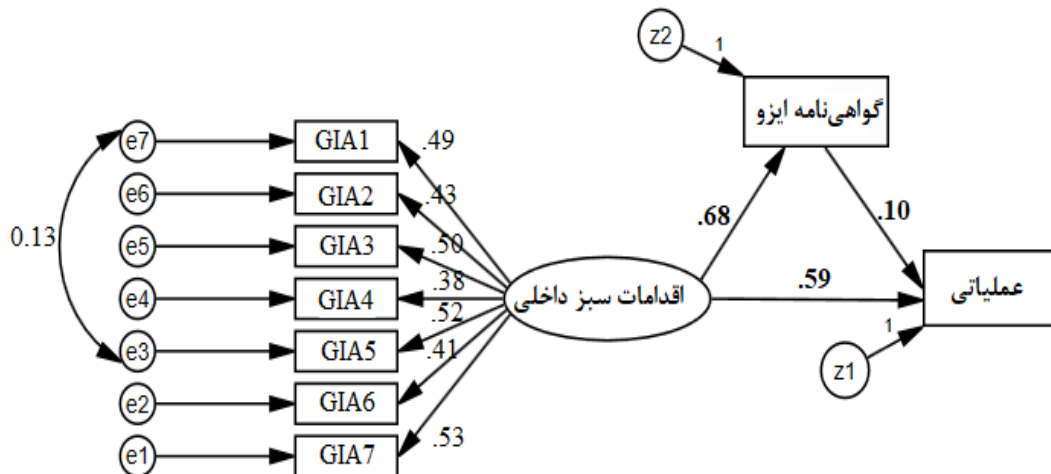 z2
1
گواهی‌نامه ایزو
e7
GIA1
.49
e6
GIA2
.43
0.13
e5
GIA3
.50
.68
.10
e4
GIA4
.38
اقدامات سبز داخلی
.59
عملیاتی
e3
GIA5
.52
1
z1
e2
GIA6
.41
e1
GIA7
.53